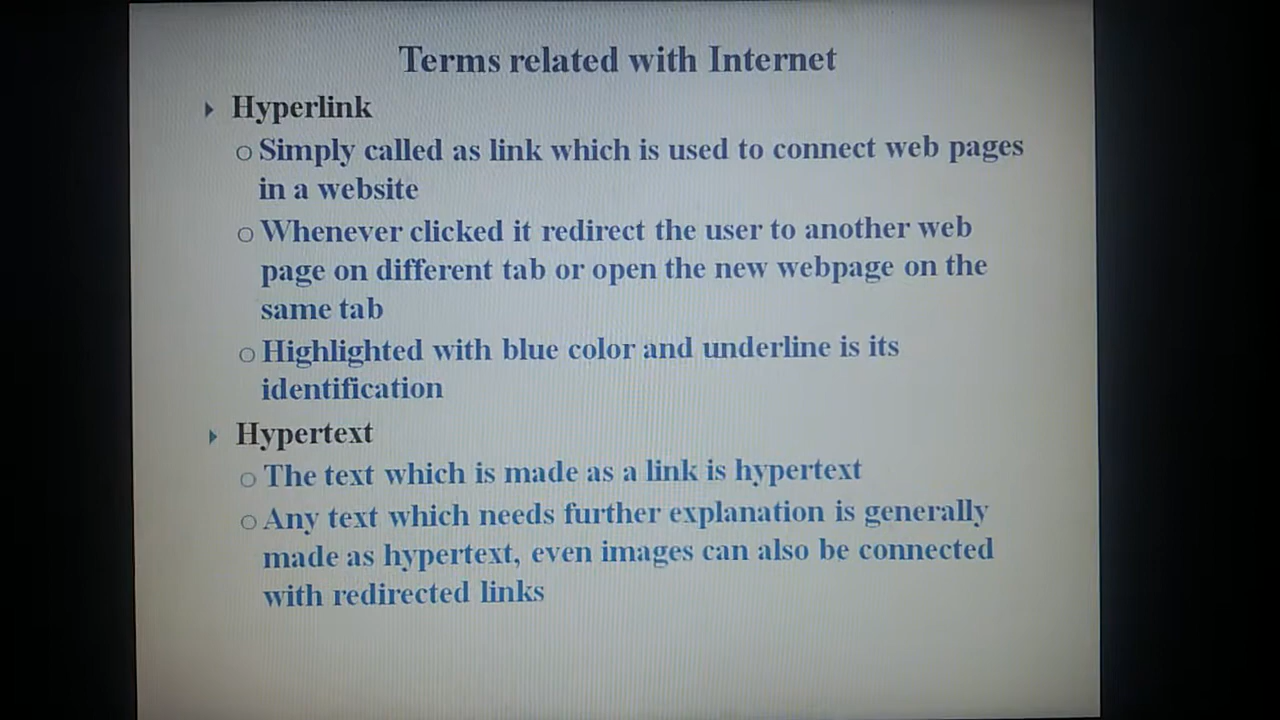 Terms related with Internet
Hyperlink
Simply called as link which is used to connect web pages
in a website
Whenever clicked it redirect the user to another web
page on different tab or open the new webpage on the
same tab
Highlighted with blue color and underline is its
identification
Hypertext
The text which is made as a link is hypertext
Any text which needs further explanation is generally
made as hypertext, even images can also be connected
with redirected links